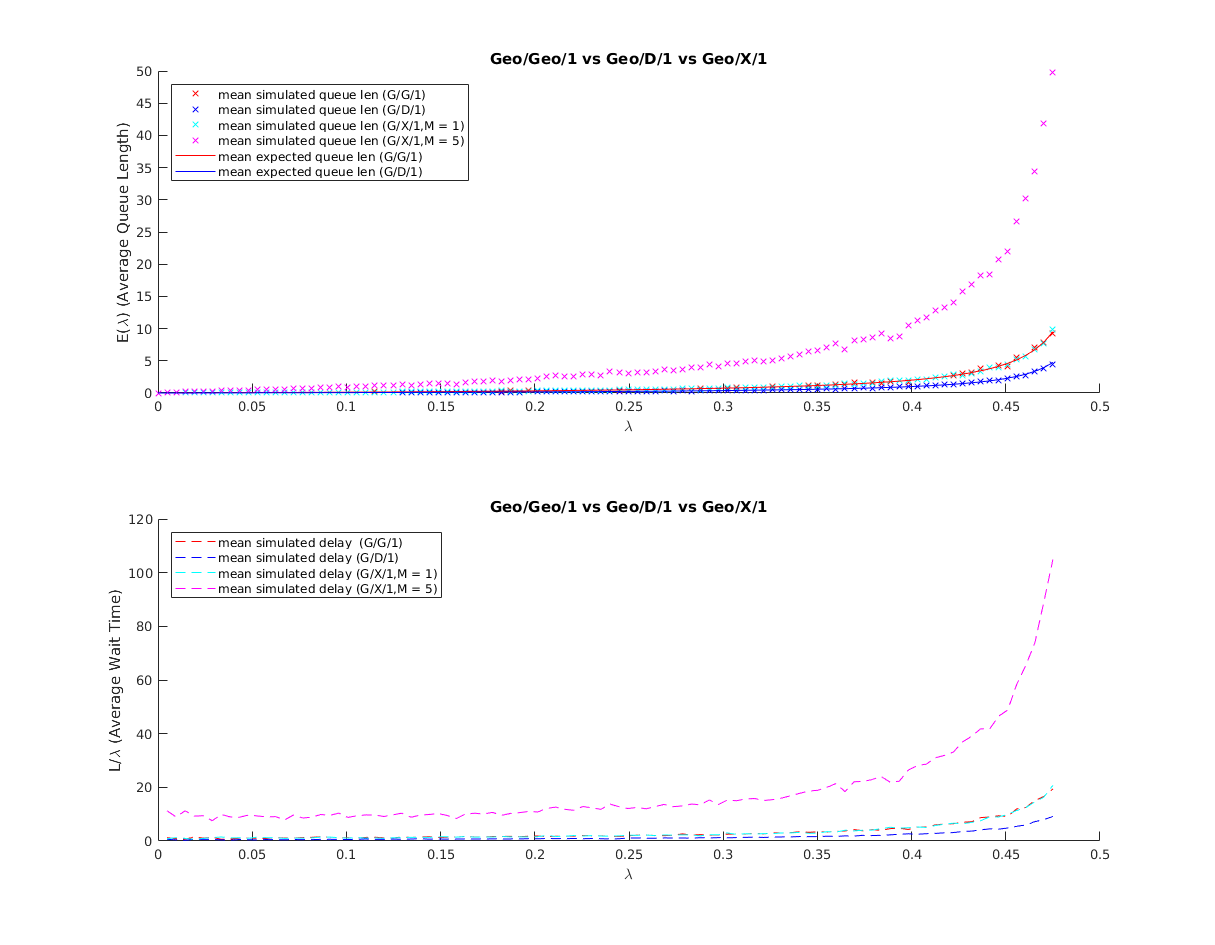 Geo/Geo/1 vs Geo/D/1 vs Geo/X/1
50
45
40
35
30
25
20
15
10
5
0
E(λ) (Average Queue Length)
mean simulated queue len (G/G/1)
mean simulated queue len (G/D/1)
mean simulated queue len (G/X/1,M = 1)
mean simulated queue len (G/X/1,M = 5)
mean expected queue len (G/G/1)
mean expected queue len (G/D/1)
0 0.05 0.1 0.15 0.2 0.25 0.3 0.35 0.4 0.45 0.5
λ
Geo/Geo/1 vs Geo/D/1 vs Geo/X/1
120
100
80
60
40
20
0
L/λ (Average Wait Time)
mean simulated delay (G/G/1)
mean simulated delay (G/D/1)
mean simulated delay (G/X/1,M = 1)
mean simulated delay (G/X/1,M = 5)
0 0.05 0.1 0.15 0.2 0.25 0.3 0.35 0.4 0.45 0.5
λ